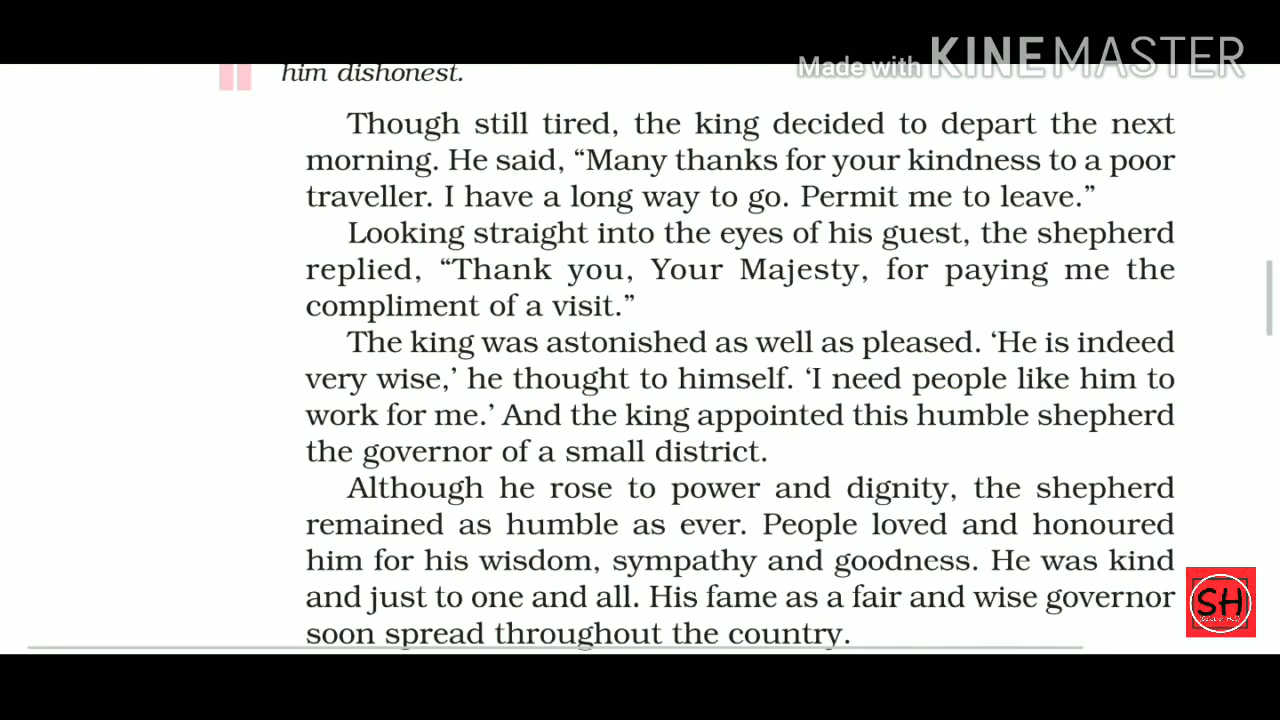 Made with KINEMASTER
him dishonest.
Though still tired, the king decided to depart the next
morning. He said, “Many thanks for your kindness to a poor
traveller. I have a long way to go. Permit me to leave.”
Looking straight into the eyes of his guest, the shepherd
replied, “Thank you, Your Majesty, for paying me the
compliment of a visit.”
The king was astonished as well as pleased. ‘He is indeed
very wise,’ he thought to himself. ‘I need people like him to
work for me.’ And the king appointed this humble shepherd
the governor of a small district.
Although he rose to power and dignity, the shepherd
remained as humble as ever. People loved and honoured
him for his wisdom, sympathy and goodness. He was kind
and just to one and all. His fame as a fair and wise governor
soon spread throughout the country.
SH